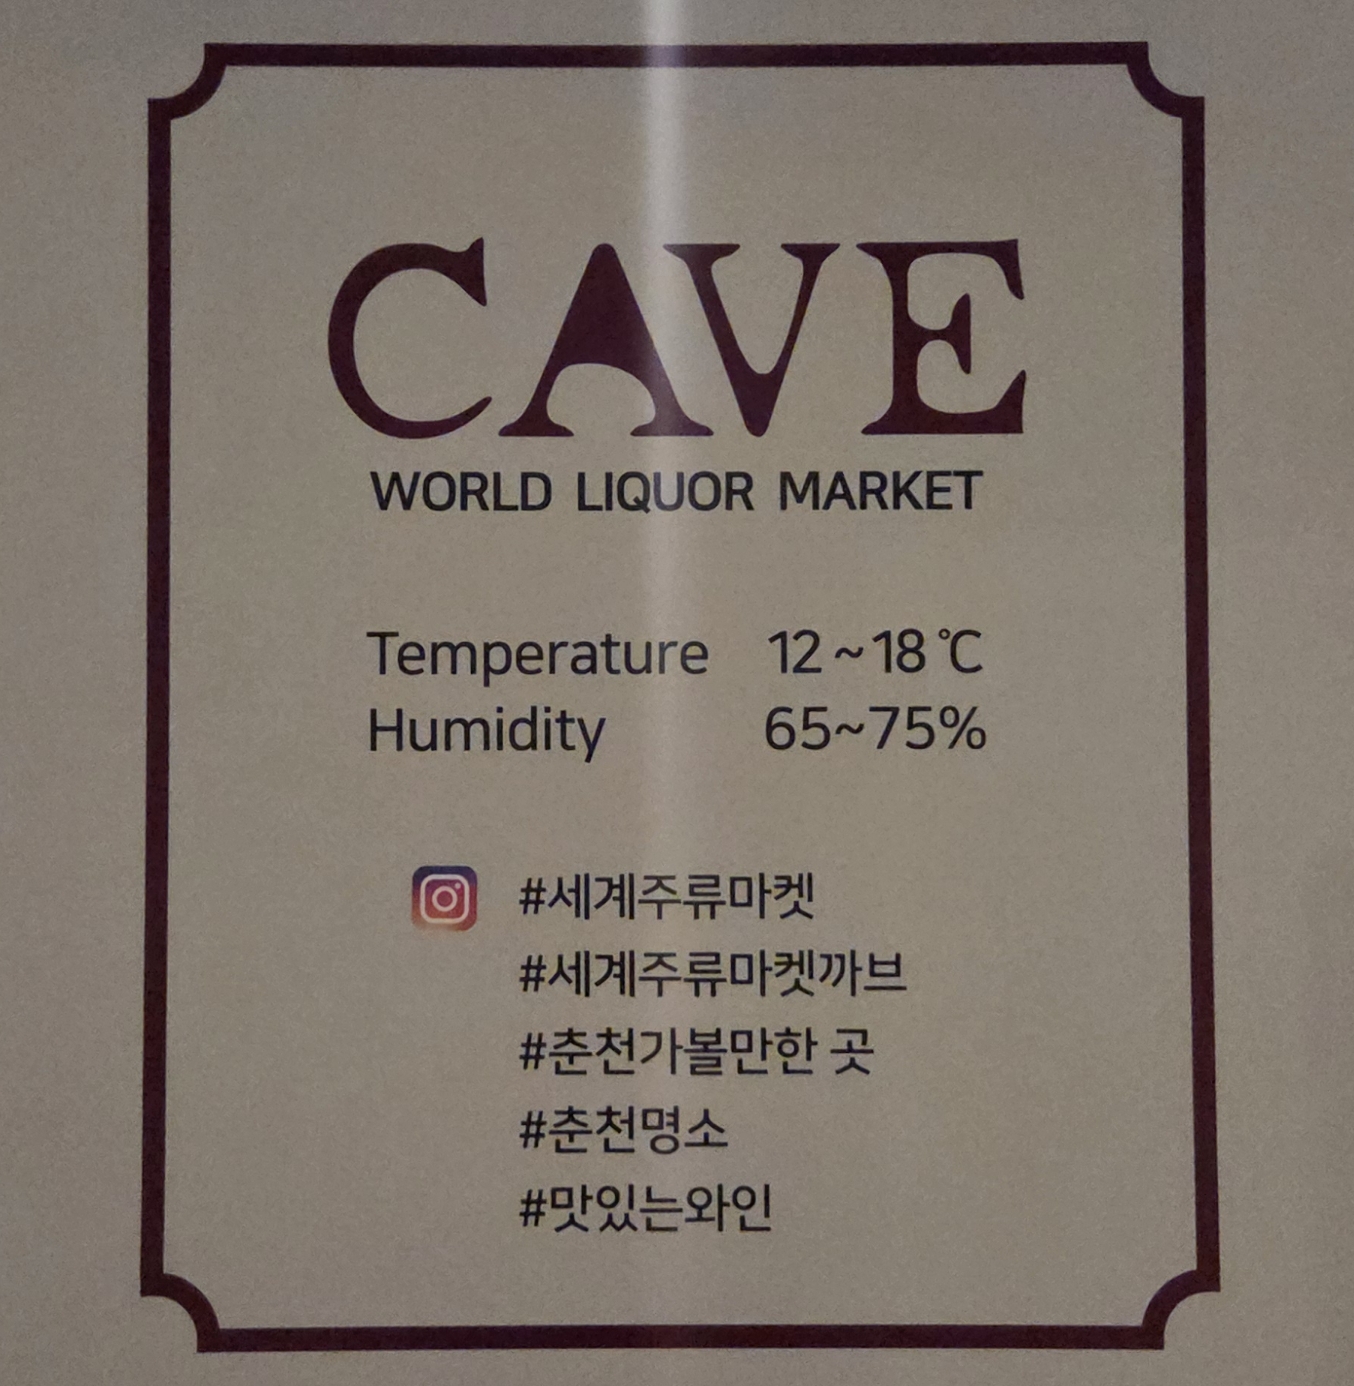 CAVE
WORLD LIQUOR MARKET
Temperature 12~18℃
Humidity 65~75%
#세계주류마켓
#세계주류마켓까브
#춘천가볼만한 곳
#춘천명소
#맛있는와인